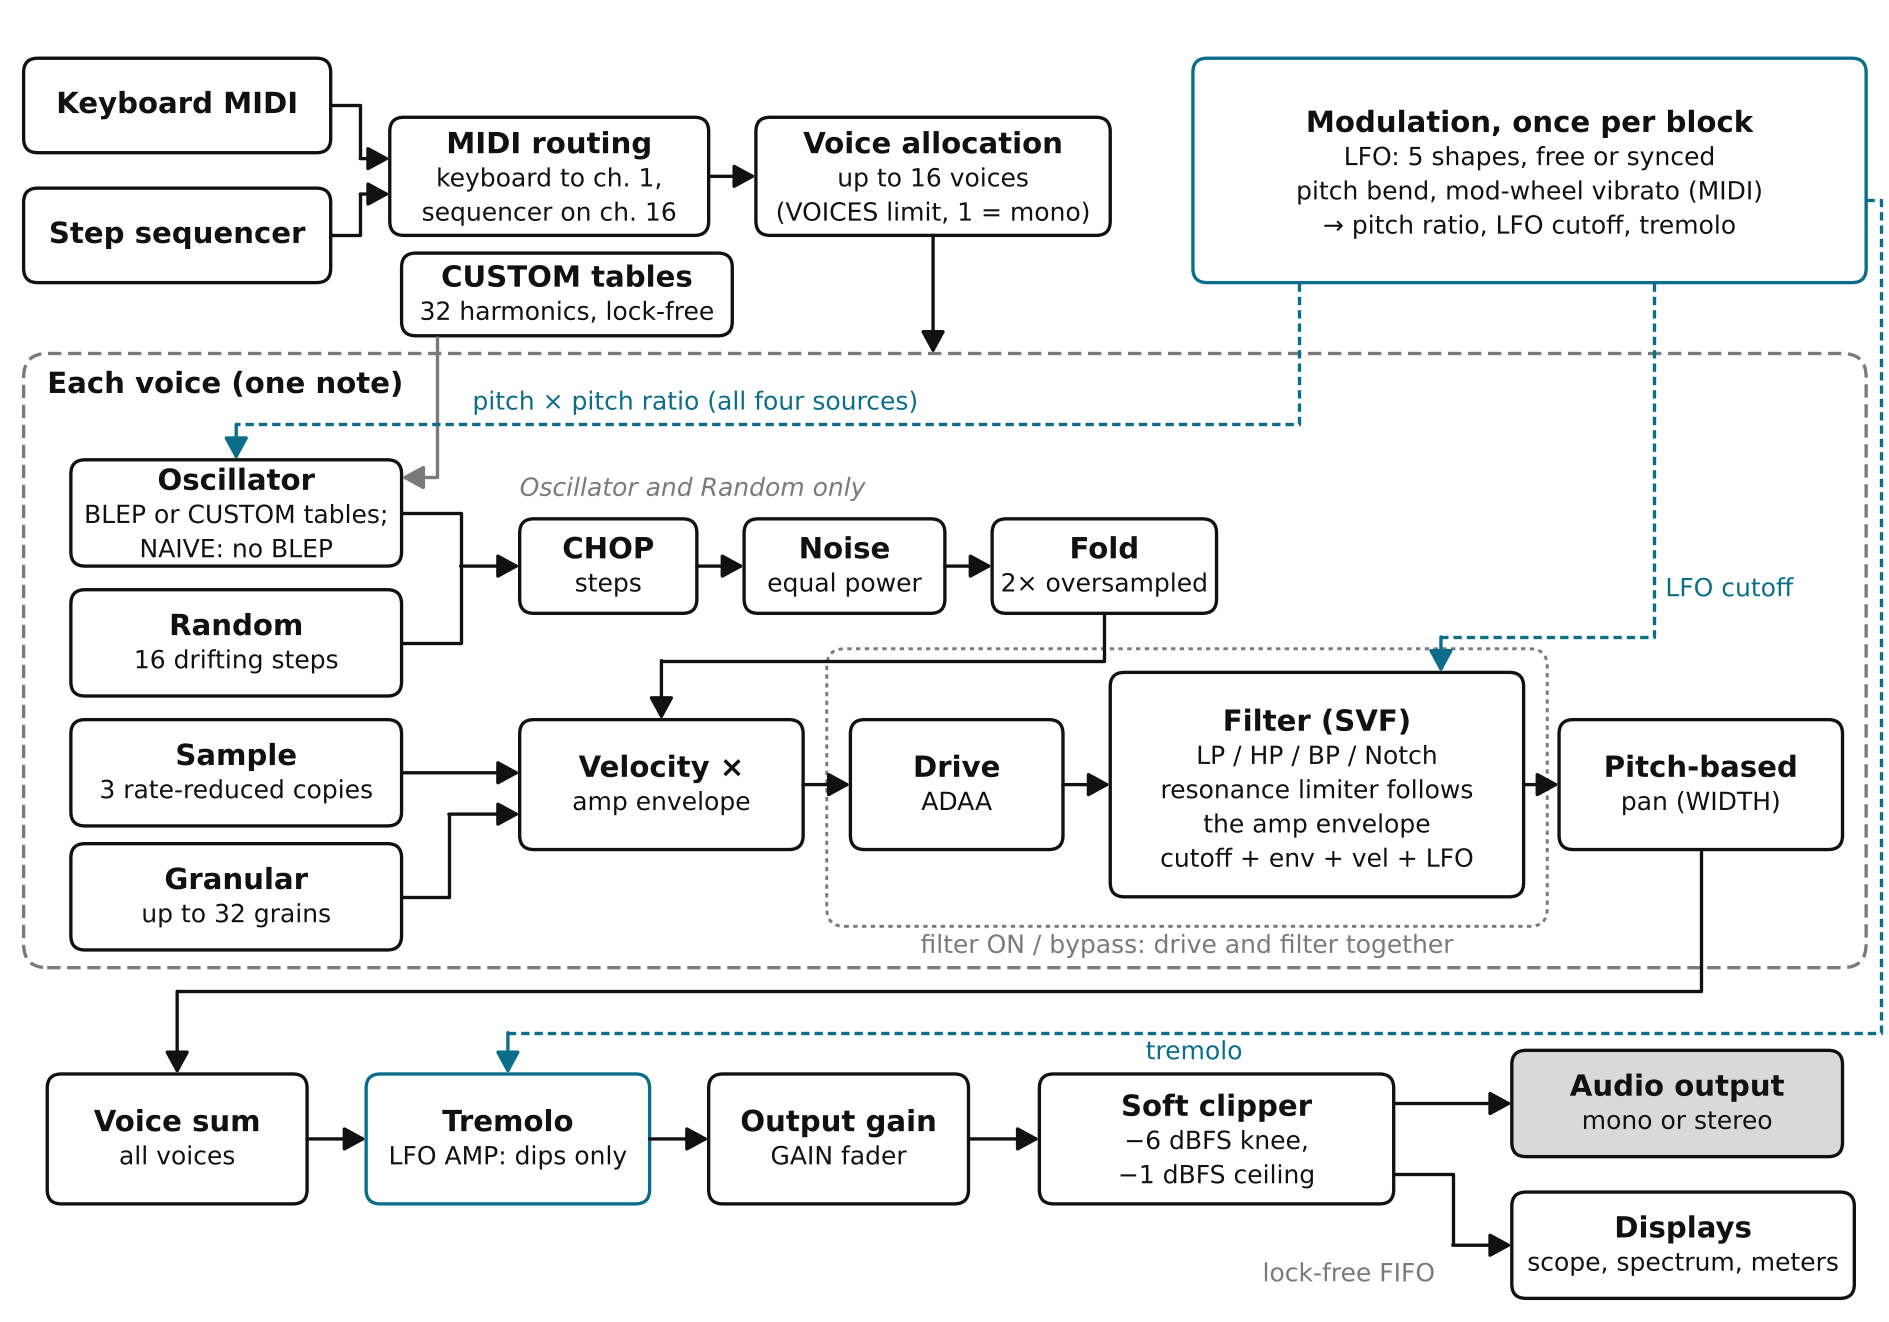 Keyboard MIDI
Step sequencer
MIDI routing
keyboard to ch. 1,
sequencer on ch. 16
Voice allocation
up to 16 voices
(VOICES limit, 1 = mono)
Modulation, once per block
LFO: 5 shapes, free or synced
pitch bend, mod-wheel vibrato (MIDI)
→ pitch ratio, LFO cutoff, tremolo
CUSTOM tables
32 harmonics, lock-free
Each voice (one note)
pitch × pitch ratio (all four sources)
Oscillator
BLEP or CUSTOM tables;
NAIVE: no BLEP
Oscillator and Random only
CHOP
steps
Noise
equal power
Fold
2× oversampled
LFO cutoff
Random
16 drifting steps
Sample
3 rate-reduced copies
Granular
up to 32 grains
Velocity ×
amp envelope
Drive
ADAA
Filter (SVF)
LP / HP / BP / Notch
resonance limiter follows
the amp envelope
cutoff + env + vel + LFO
Pitch-based
pan (WIDTH)
filter ON / bypass: drive and filter together
tremolo
Voice sum
all voices
Tremolo
LFO AMP: dips only
Output gain
GAIN fader
Soft clipper
−6 dBFS knee,
−1 dBFS ceiling
Audio output
mono or stereo
Displays
scope, spectrum, meters
lock-free FIFO